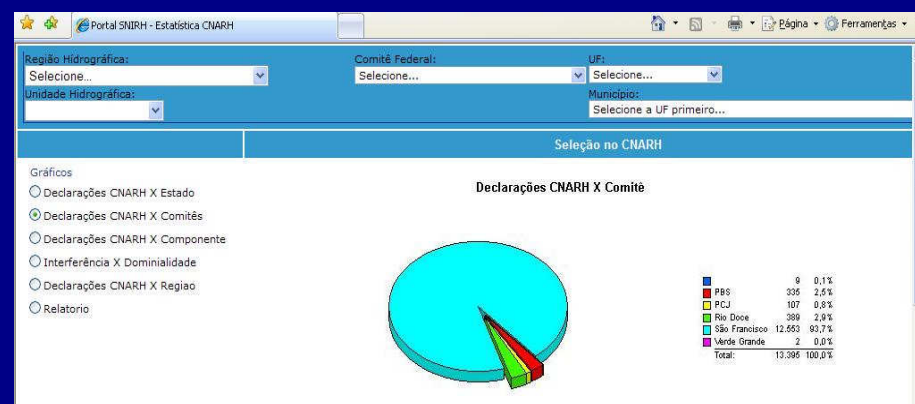 Portal SNIRH - Estatística CNARH
Página
Ferramentas
Região Hidrográfica:
Comitê Federal:
UF:
Selecione...
Selecione...
Selecione...
Unidade Hidrográfica:
Município:
Selecione a UF primeiro...
Seleção no CNARH
Gráficos
Declarações CNARH X Estado
Declarações CNARH X Comitês
Declarações CNARH X Componente
Interferência X Dominialidade
Declarações CNARH X Regiao
Relatorio
Declarações CNARH X Comitê
9 0,1%
PBS 335 2,5%
PCJ 107 0,8%
Rio Doce 389 2,9%
São Francisco 12.553 93,7%
Verde Grande 2 0,0%
Total: 13.395 100,0%